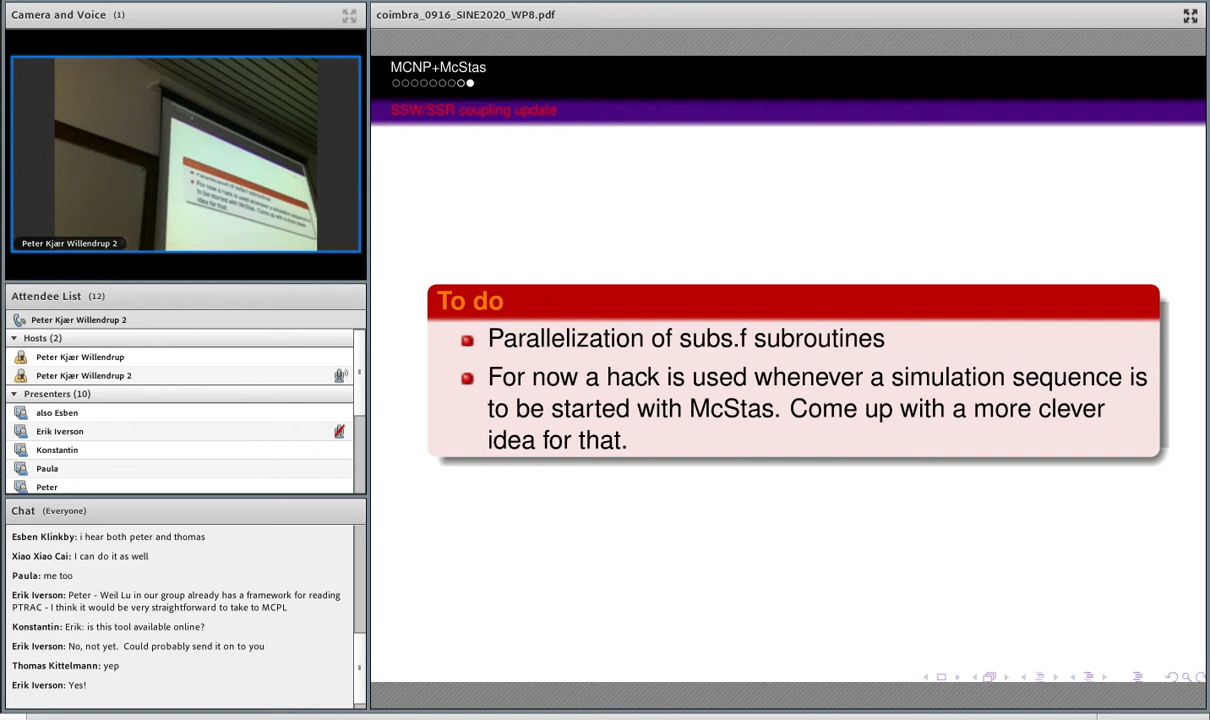 Camera and Voice (1)
Peter Kjær Willendrup 2
Attendee List (12)
Peter Kjær Willendrup 2
Hosts (2)
Peter Kjær Willendrup
Peter Kjær Willendrup 2
Presenters (10)
also Esben
Erik Iverson
Konstantin
Paula
Peter
Chat (Everyone)
Esben Klinkby: i hear both peter and thomas
Xiao Xiao Cai: I can do it as well
Paula: me too
Erik Iverson: Peter - Weil Lu in our group already has a framework for reading
PTRAC - I think it would be very straightforward to take to MCPL
Konstantin: Erik: is this tool available online?
Erik Iverson: No, not yet. Could probably send it on to you
Thomas Kittelmann: yep
Erik Iverson: Yes!
coimbra_0916_SINE2020_WP8.pdf
MCNP+McStas
SSW/SSR coupling update
To do
Parallelization of subs.f subroutines
For now a hack is used whenever a simulation sequence is
to be started with McStas. Come up with a more clever
idea for that.